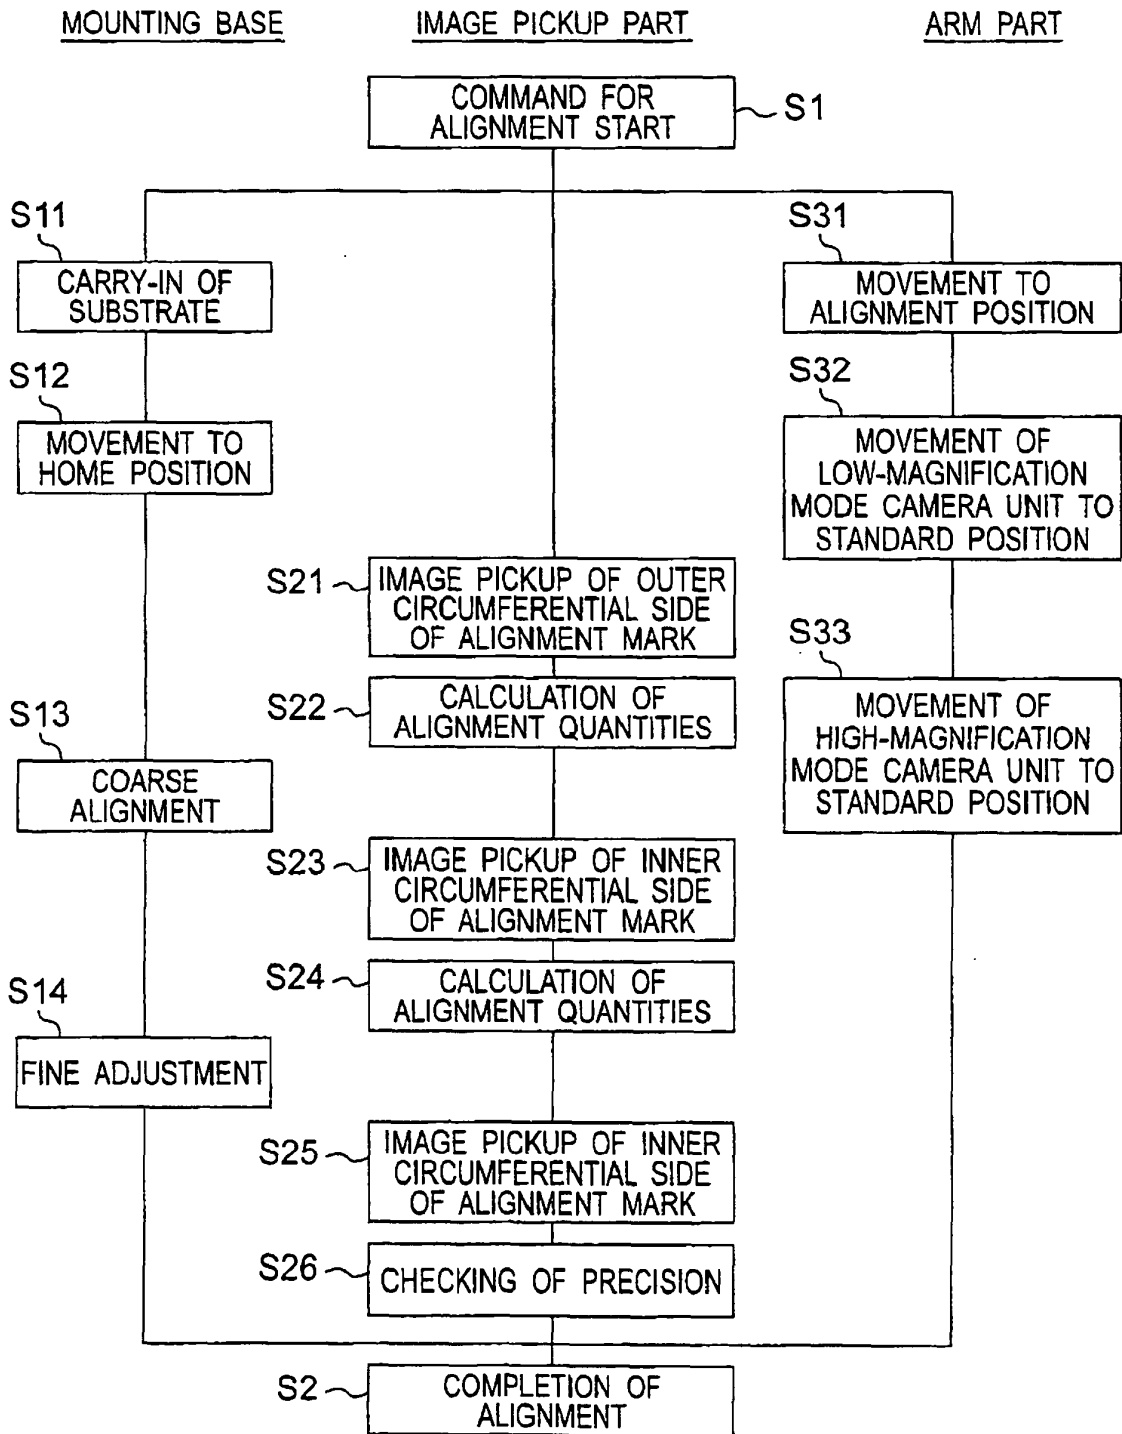 MOUNTING BASE
IMAGE PICKUP PART
ARM PART
COMMAND FOR
ALIGNMENT START
S1
S11
CARRY-IN OF
SUBSTRATE
S31
MOVEMENT TO
ALIGNMENT POSITION
S12
MOVEMENT TO
HOME POSITION
S32
MOVEMENT OF
LOW-MAGNIFICATION
MODE CAMERA UNIT TO
STANDARD POSITION
S21
IMAGE PICKUP OF OUTER
CIRCUMFERENTIAL SIDE
OF ALIGNMENT MARK
S22
CALCULATION OF
ALIGNMENT QUANTITIES
S33
MOVEMENT OF
HIGH-MAGNIFICATION
MODE CAMERA UNIT TO
STANDARD POSITION
S13
COARSE
ALIGNMENT
S23
IMAGE PICKUP OF INNER
CIRCUMFERENTIAL SIDE
OF ALIGNMENT MARK
S24
CALCULATION OF
ALIGNMENT QUANTITIES
S14
FINE ADJUSTMENT
S25
IMAGE PICKUP OF INNER
CIRCUMFERENTIAL SIDE
OF ALIGNMENT MARK
S26
CHECKING OF PRECISION
S2
COMPLETION OF
ALIGNMENT